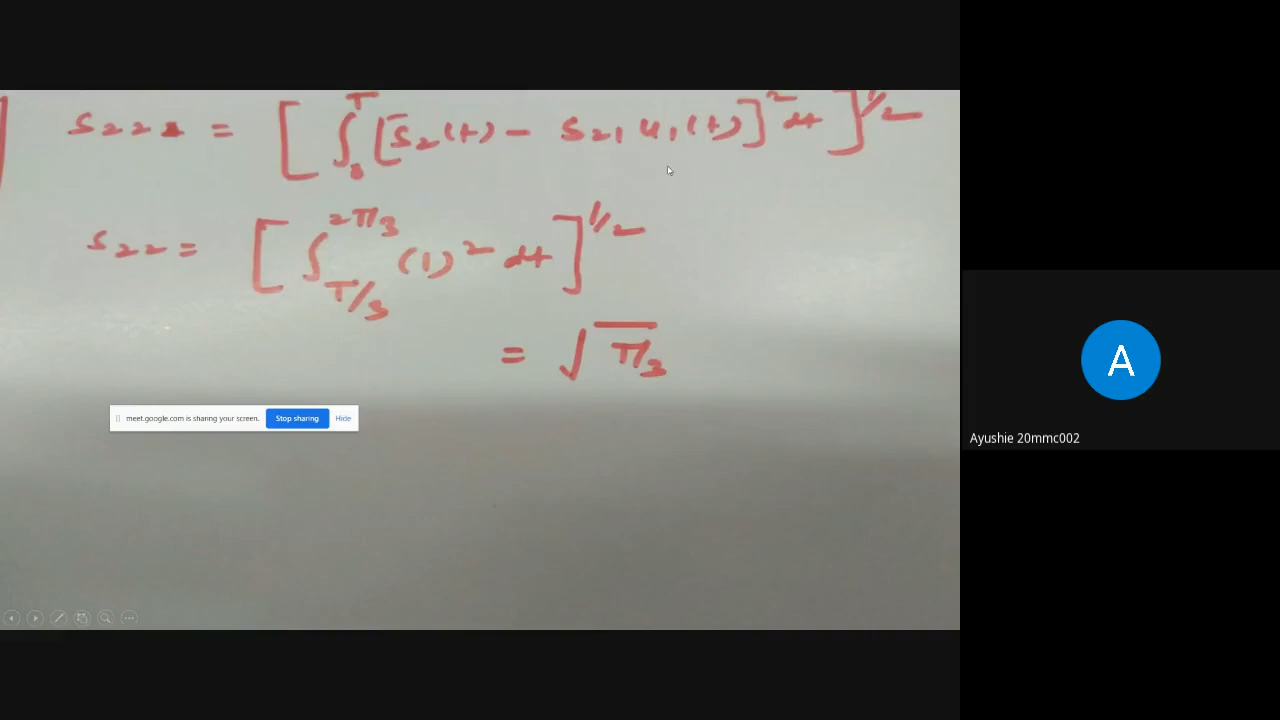 S₂₂ = [ ∫₀ᵀ [S₂(t) − S₂₁ u₁(t)]² dt ]^1/2
S₂₂ = [ ∫_{T/3}^{2T/3} (1)² dt ]^1/2
= √T/3
meet.google.com is sharing your screen. Stop sharing Hide
A
Ayushie 20mmc002